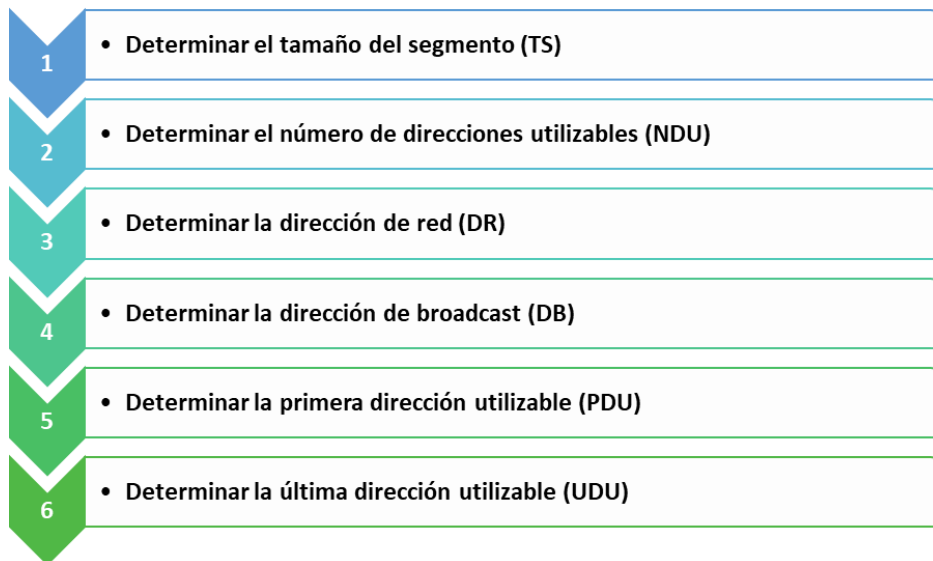 1
• Determinar el tamaño del segmento (TS)
2
• Determinar el número de direcciones utilizables (NDU)
3
• Determinar la dirección de red (DR)
4
• Determinar la dirección de broadcast (DB)
5
• Determinar la primera dirección utilizable (PDU)
6
• Determinar la última dirección utilizable (UDU)